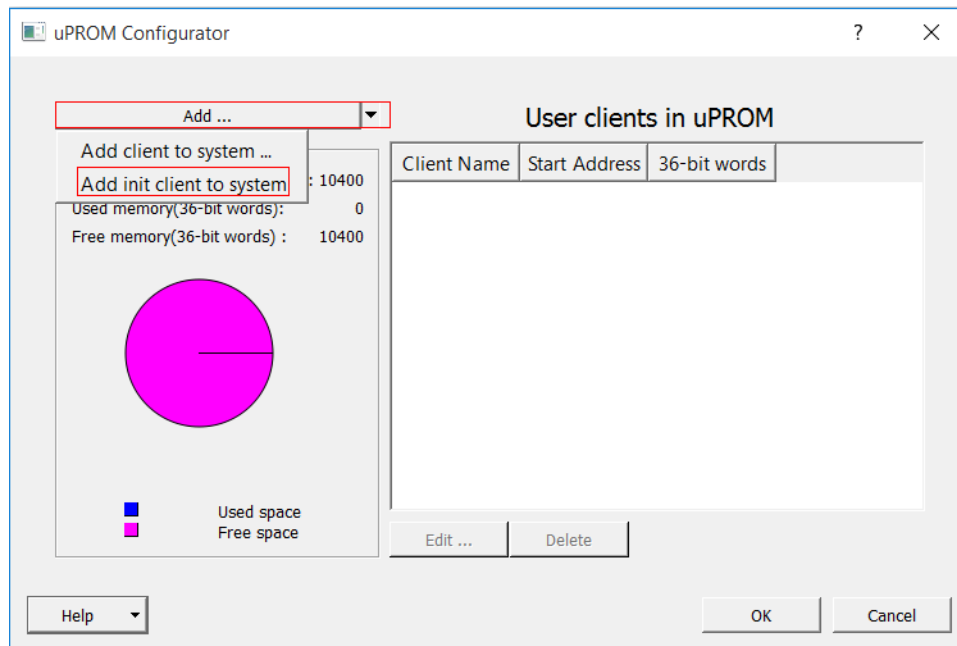 uPROM Configurator
?
Add ...
Add client to system ...
Add init client to system
: 10400
Used memory(36-bit words): 0
Free memory(36-bit words) : 10400
Used space
Free space
User clients in uPROM
Client Name Start Address 36-bit words
Edit ... Delete
Help
OK Cancel